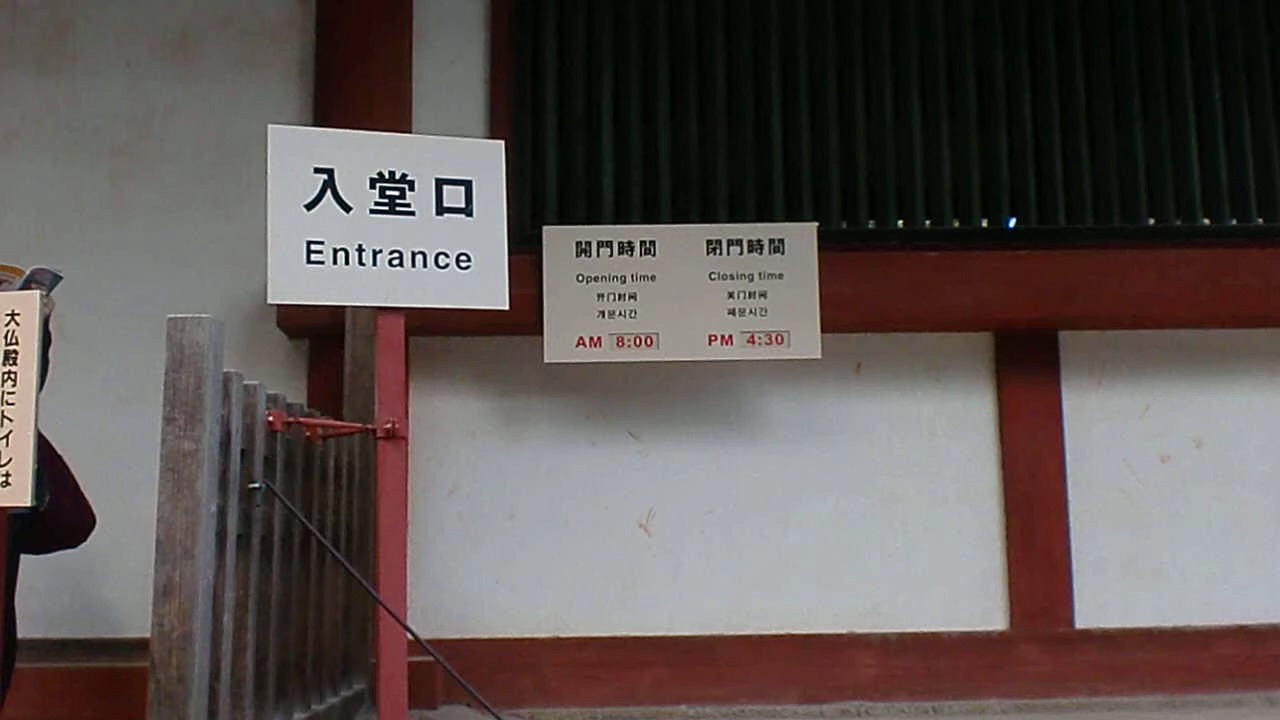 入堂口
Entrance
開門時間
Opening time
开门时间
개문시간
AM 8:00
閉門時間
Closing time
关门时间
폐문시간
PM 4:30
大仏殿内にトイレは